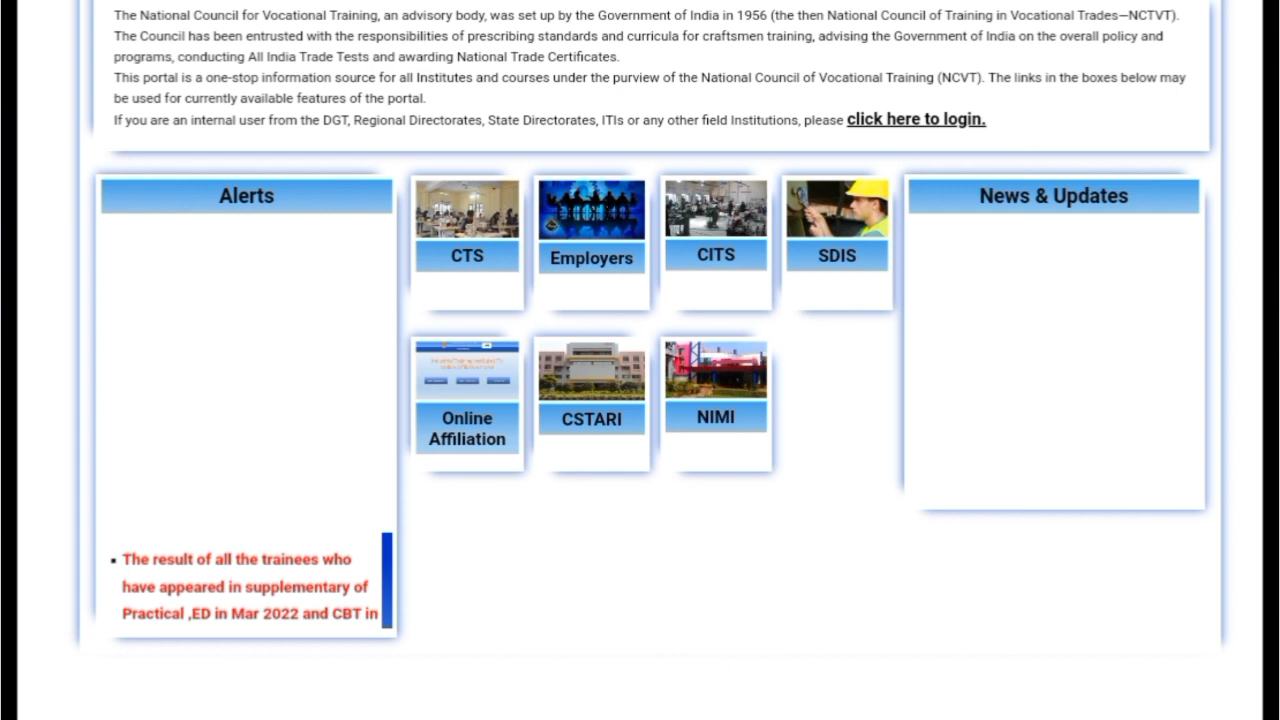 The National Council for Vocational Training, an advisory body, was set up by the Government of India in 1956 (the then National Council of Training in Vocational Trades—NCTVT).
The Council has been entrusted with the responsibilities of prescribing standards and curricula for craftsmen training, advising the Government of India on the overall policy and
programs, conducting All India Trade Tests and awarding National Trade Certificates.
This portal is a one-stop information source for all Institutes and courses under the purview of the National Council of Vocational Training (NCVT). The links in the boxes below may
be used for currently available features of the portal.
If you are an internal user from the DGT, Regional Directorates, State Directorates, ITIs or any other field Institutions, please click here to login.
Alerts
CTS
Employers
CITS
SDIS
News & Updates
Online
Affiliation
CSTARI
NIMI
The result of all the trainees who
have appeared in supplementary of
Practical ,ED in Mar 2022 and CBT in